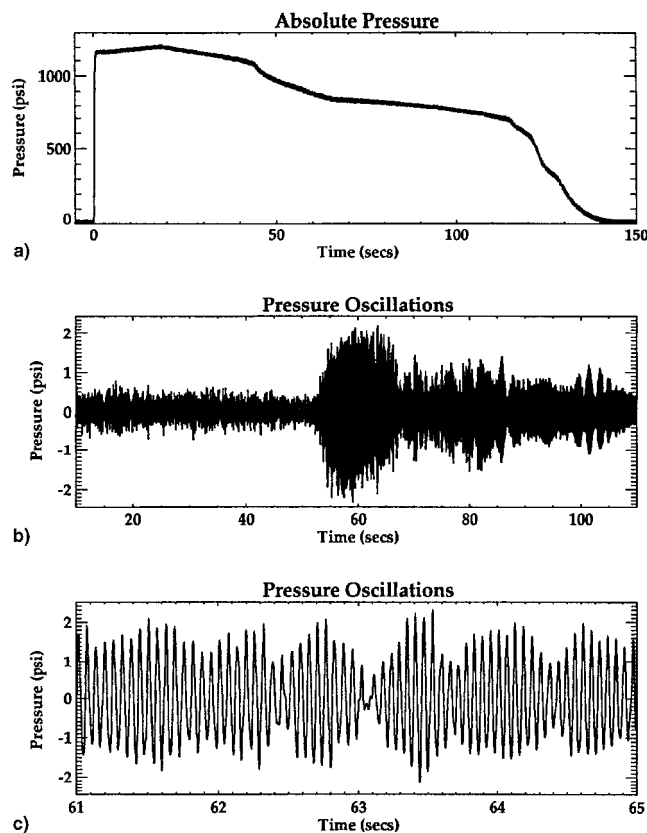 Absolute Pressure
Pressure (psi)
1000
500
0
0 50 100 150
Time (secs)
a)
Pressure Oscillations
Pressure (psi)
2
1
0
-1
-2
20 40 60 80 100
Time (secs)
b)
Pressure Oscillations
Pressure (psi)
2
1
0
-1
-2
61 62 63 64 65
Time (secs)
c)